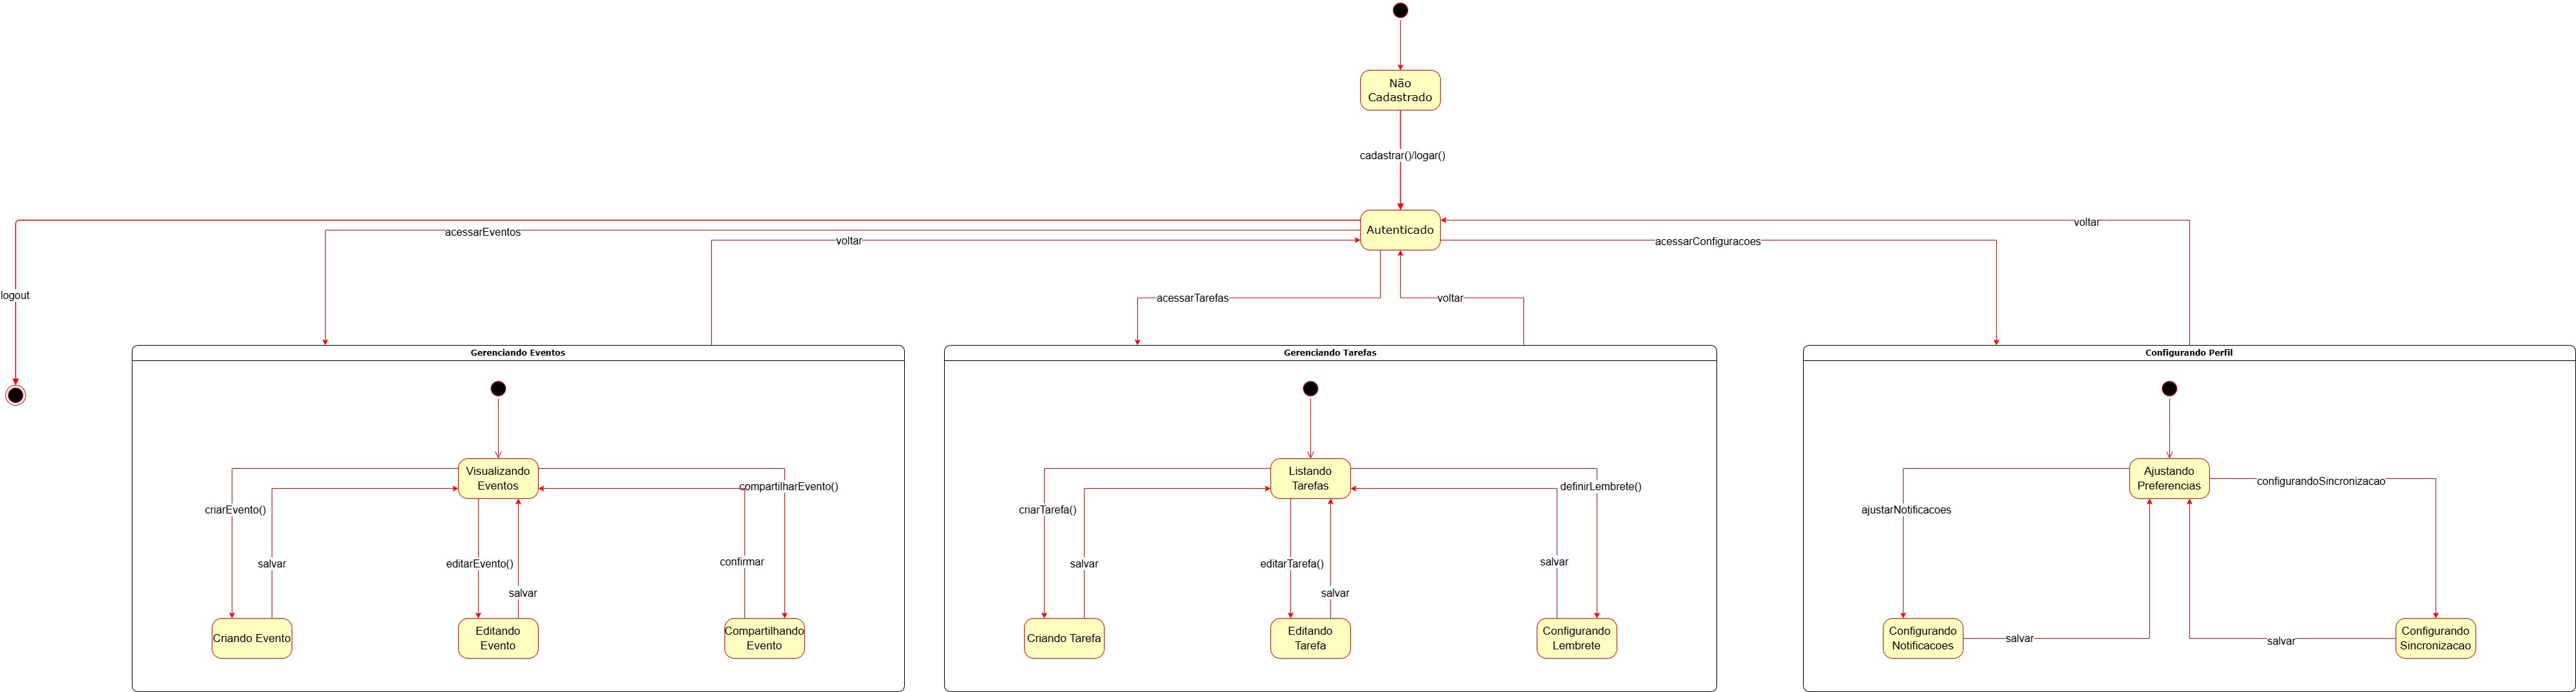 Não
Cadastrado
cadastrar()/logar()
Autenticado
voltar
acessarEventos
voltar
acessarConfiguracoes
logout
acessarTarefas
voltar
Gerenciando Eventos
Gerenciando Tarefas
Configurando Perfil
Visualizando
Eventos
compartilharEvento()
criarEvento()
salvar
editarEvento()
confirmar
salvar
Criando Evento
Editando
Evento
Compartilhando
Evento
Listando
Tarefas
definirLembrete()
criarTarefa()
salvar
editarTarefa()
salvar
salvar
Criando Tarefa
Editando
Tarefa
Configurando
Lembrete
Ajustando
Preferencias
configurandoSincronizacao
ajustarNotificacoes
Configurando
Notificacoes
salvar
salvar
Configurando
Sincronizacao